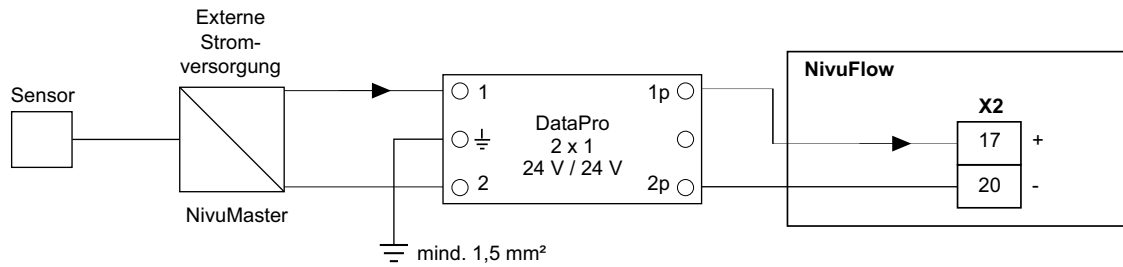 Externe
Strom-
versorgung
Sensor
NivuMaster
1
2
DataPro
2 x 1
24 V / 24 V
1p
2p
mind. 1,5 mm²
NivuFlow
X2
17 +
20 -